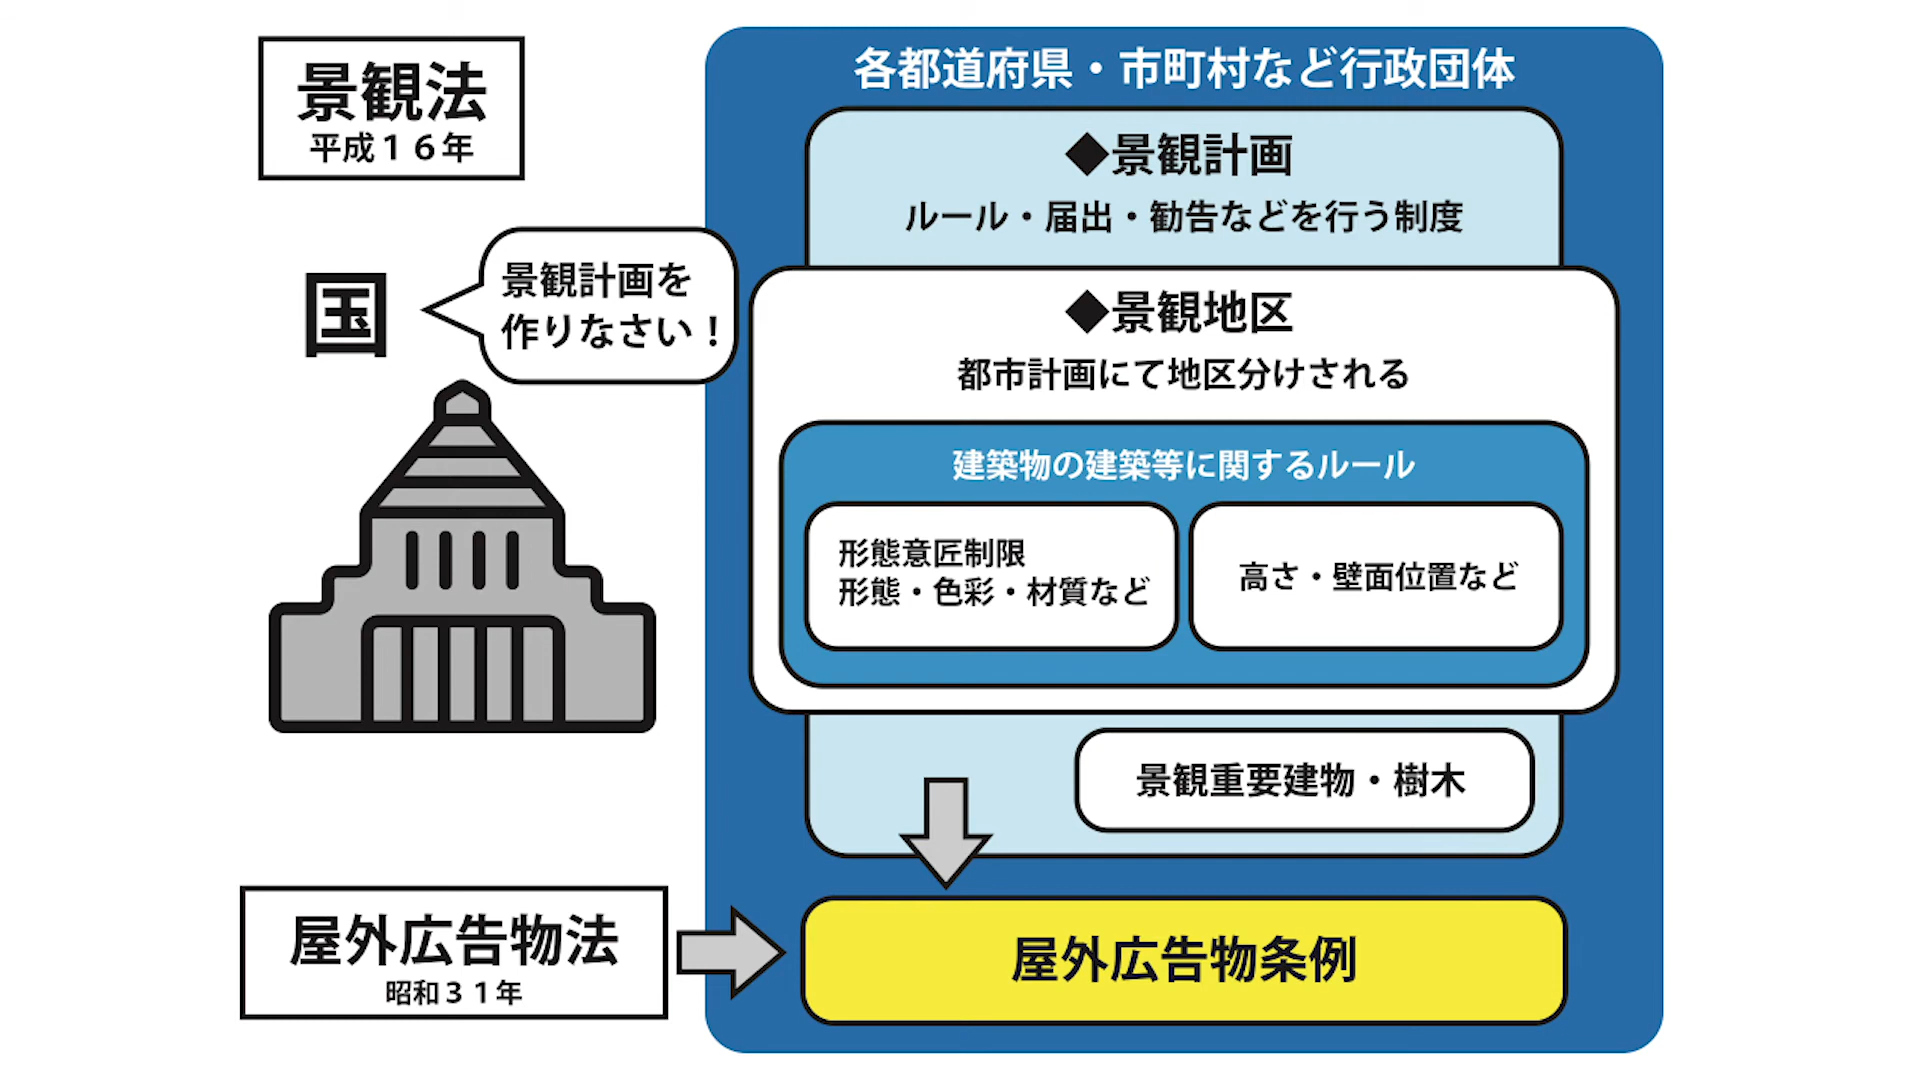 景観法
平成１６年
国
景観計画を
作りなさい！
各都道府県・市町村など行政団体
◆景観計画
ルール・届出・勧告などを行う制度
◆景観地区
都市計画にて地区分けされる
建築物の建築等に関するルール
形態意匠制限
形態・色彩・材質など
高さ・壁面位置など
景観重要建物・樹木
屋外広告物法
昭和３１年
屋外広告物条例